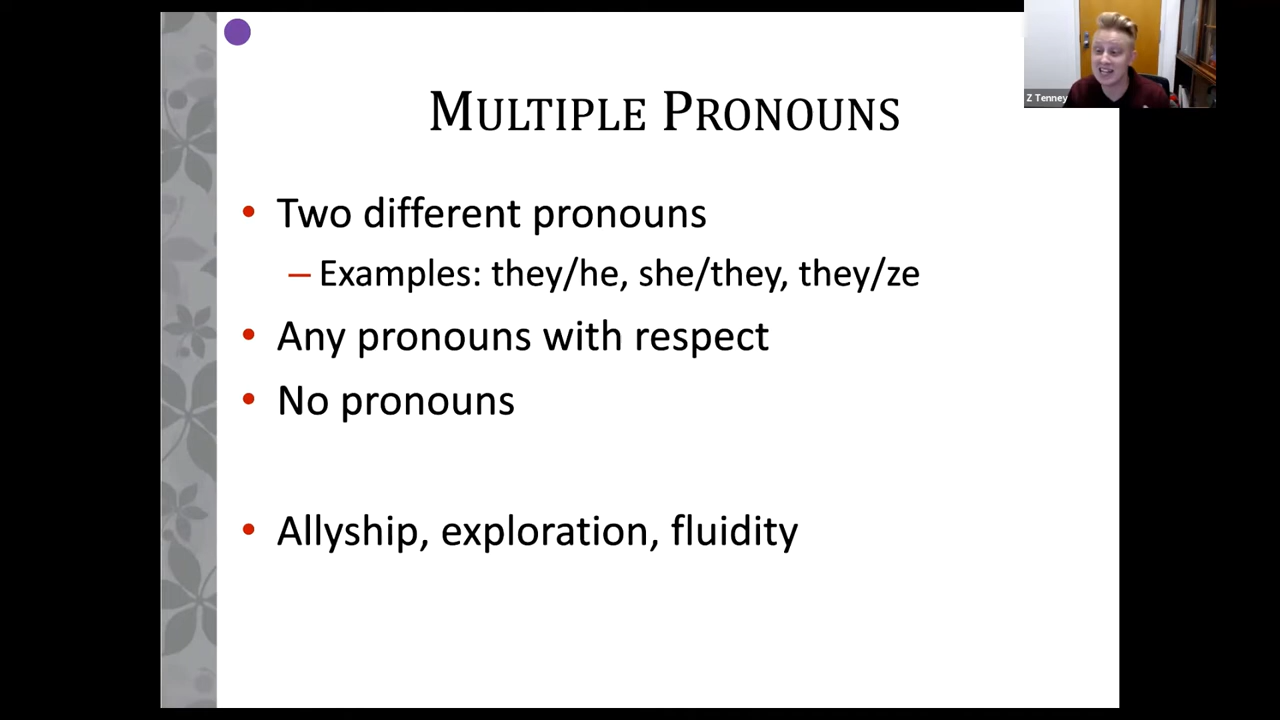 MULTIPLE PRONOUNS
• Two different pronouns
– Examples: they/he, she/they, they/ze
• Any pronouns with respect
• No pronouns
• Allyship, exploration, fluidity
Z Tenney